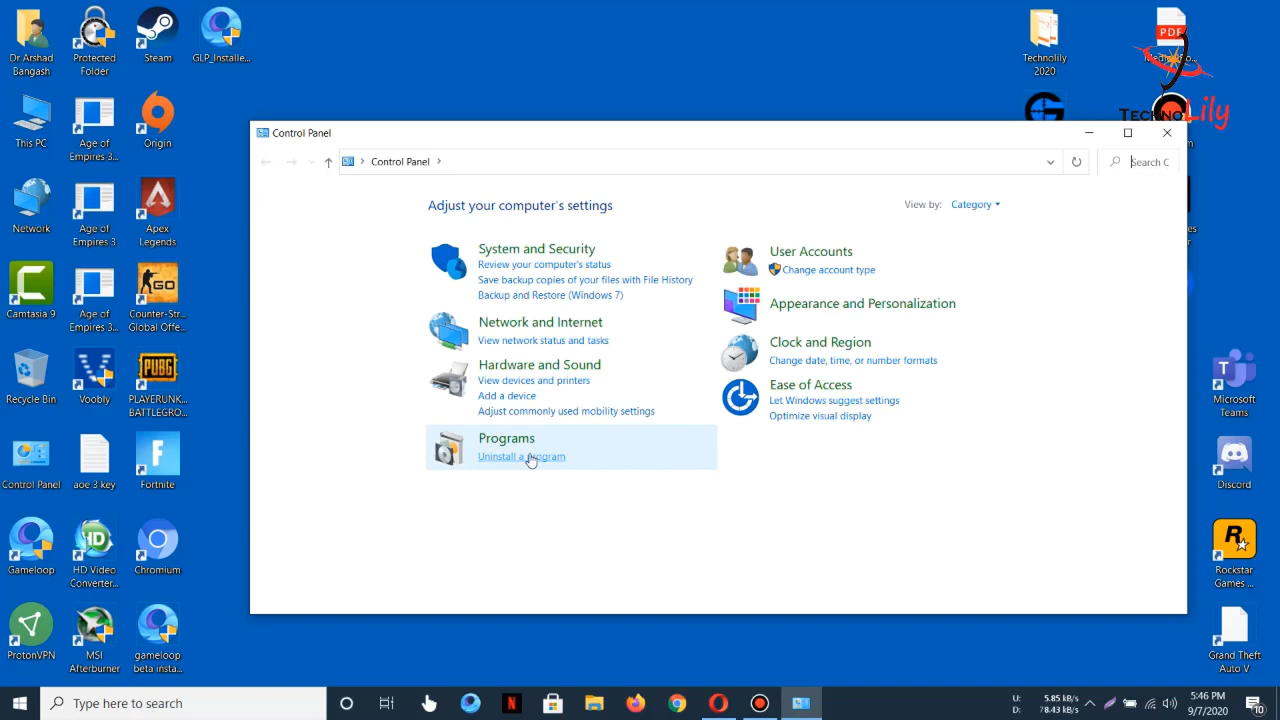 Dr Arshad
Bangash
Protected
Folder
Steam
GLP_Installe...
Technolily
2020
PDF
TECHNOLily
This PC
Age of
Empires 3...
Origin
Network
Age of
Empires 3
Apex
Legends
Camtasia 9
Age of
Empires 3...
GO
Counter-Str...
Global Offe...
Recycle Bin
Voobly
PUBG
PLAYERUNK...
BATTLEGRO...
Control Panel
aoe 3 key
Fortnite
Gameloop
HD
HD Video
Converter...
Chromium
ProtonVPN
MSI
Afterburner
gameloop
beta insta...
Control Panel
Control Panel
Search C
Adjust your computer's settings
View by: Category
System and Security
Review your computer's status
Save backup copies of your files with File History
Backup and Restore (Windows 7)
Network and Internet
View network status and tasks
Hardware and Sound
View devices and printers
Add a device
Adjust commonly used mobility settings
Programs
Uninstall a program
User Accounts
Change account type
Appearance and Personalization
Clock and Region
Change date, time, or number formats
Ease of Access
Let Windows suggest settings
Optimize visual display
Microsoft
Teams
Discord
R
Rockstar
Games ...
Grand Theft
Auto V
Type here to search
U: 5.85 kB/s
D: 78.43 kB/s
5:46 PM
9/7/2020
10